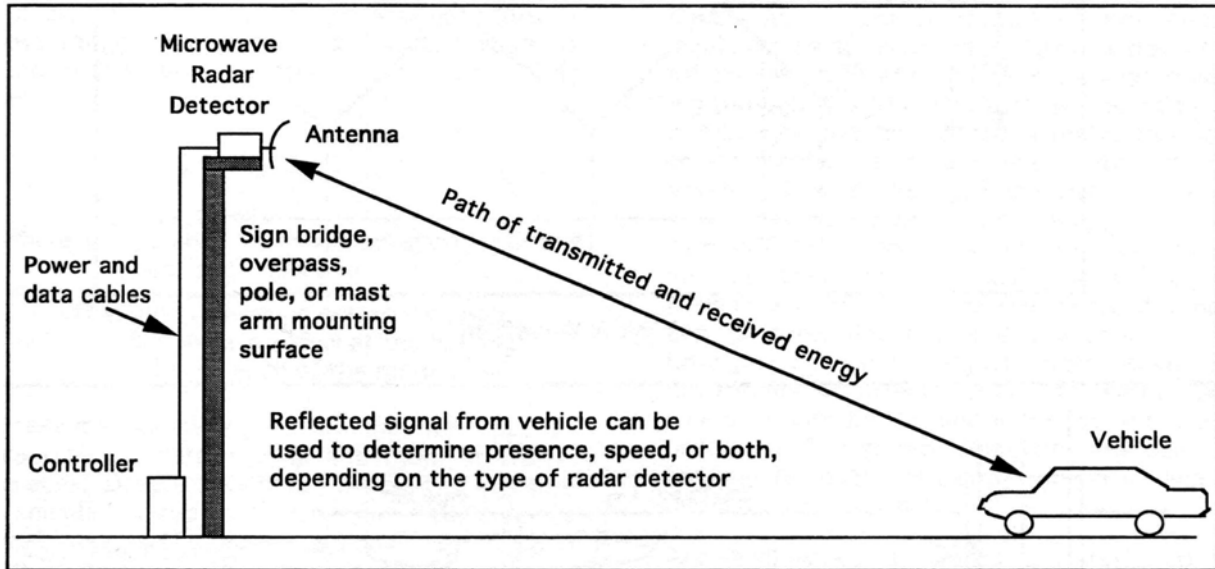 Microwave
Radar
Detector
Antenna
Path of transmitted and received energy
Sign bridge,
overpass,
pole, or mast
arm mounting
surface
Power and
data cables
Reflected signal from vehicle can be
used to determine presence, speed, or both,
depending on the type of radar detector
Controller
Vehicle